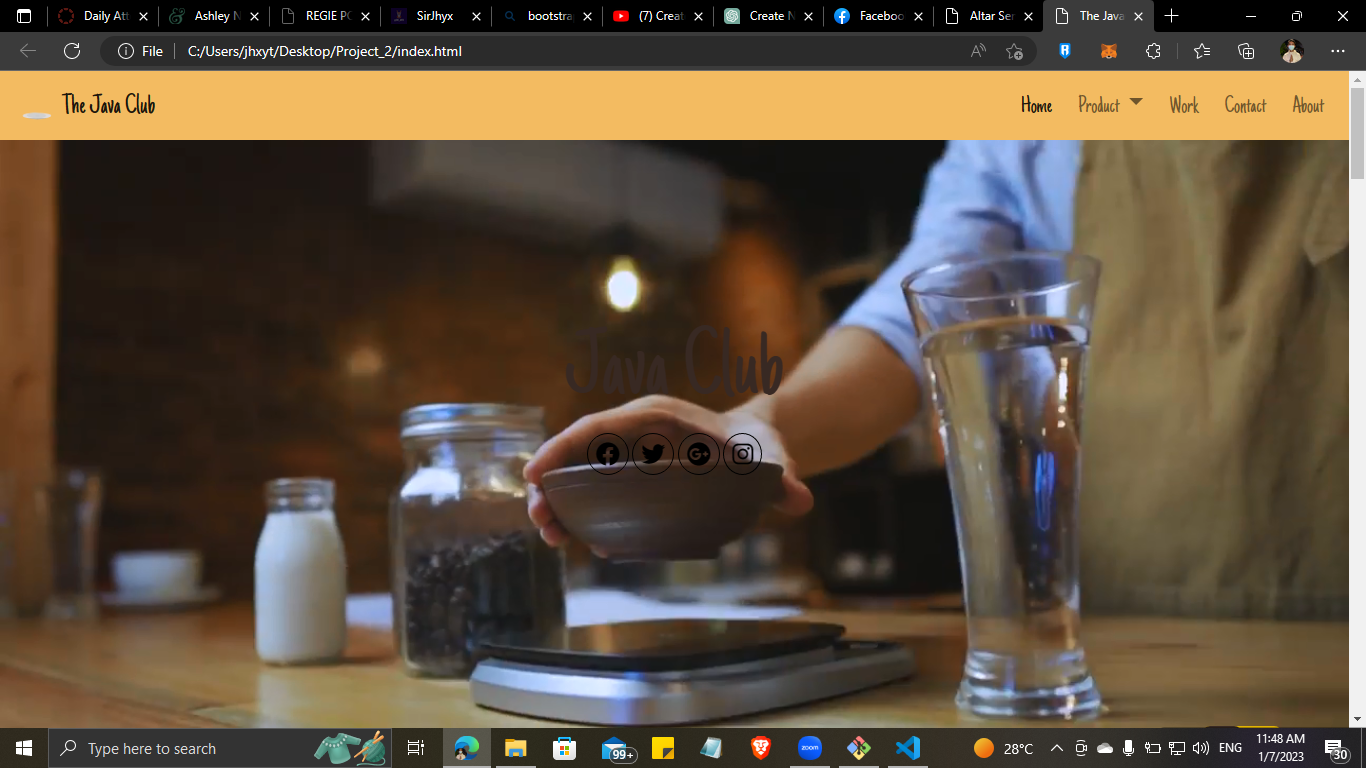 Daily Att
Ashley N
REGIE PC
SirJhyx
bootstra
(7) Creat
Create N
Faceboo
Altar Ser
The Java
File
C:/Users/jhxyt/Desktop/Project_2/index.html
The Java Club
Home
Product
Work
Contact
About
Java Club
Type here to search
99+
zoom
28°C
ENG
11:48 AM
1/7/2023
30